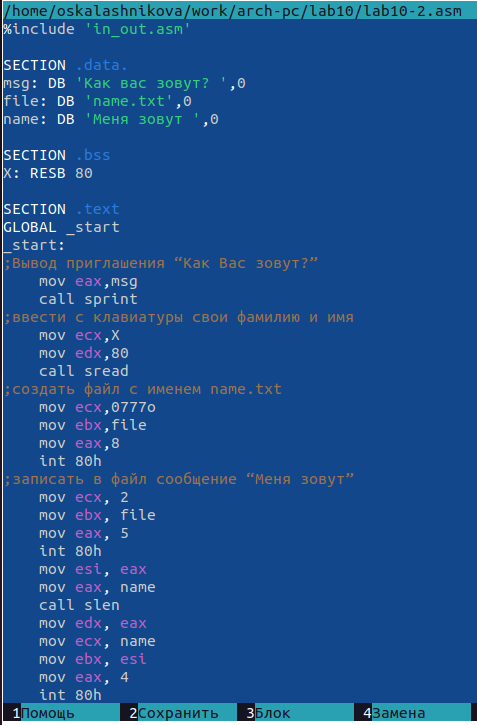 /home/oskalashnikova/work/arch-pc/lab10/lab10-2.asm
%include 'in_out.asm'
SECTION .data.
msg: DB 'Как вас зовут? ',0
file: DB 'name.txt',0
name: DB 'Меня зовут ',0
SECTION .bss
X: RESB 80
SECTION .text
GLOBAL _start
_start:
;Вывод приглашения “Как Вас зовут?”
mov eax,msg
call sprint
;ввести с клавиатуры свои фамилию и имя
mov ecx,X
mov edx,80
call sread
;создать файл с именем name.txt
mov ecx,0777o
mov ebx,file
mov eax,8
int 80h
;записать в файл сообщение “Меня зовут”
mov ecx, 2
mov ebx, file
mov eax, 5
int 80h
mov esi, eax
mov eax, name
call slen
mov edx, eax
mov ecx, name
mov ebx, esi
mov eax, 4
int 80h
1Помощь 2Сохранить 3Блок 4Замена